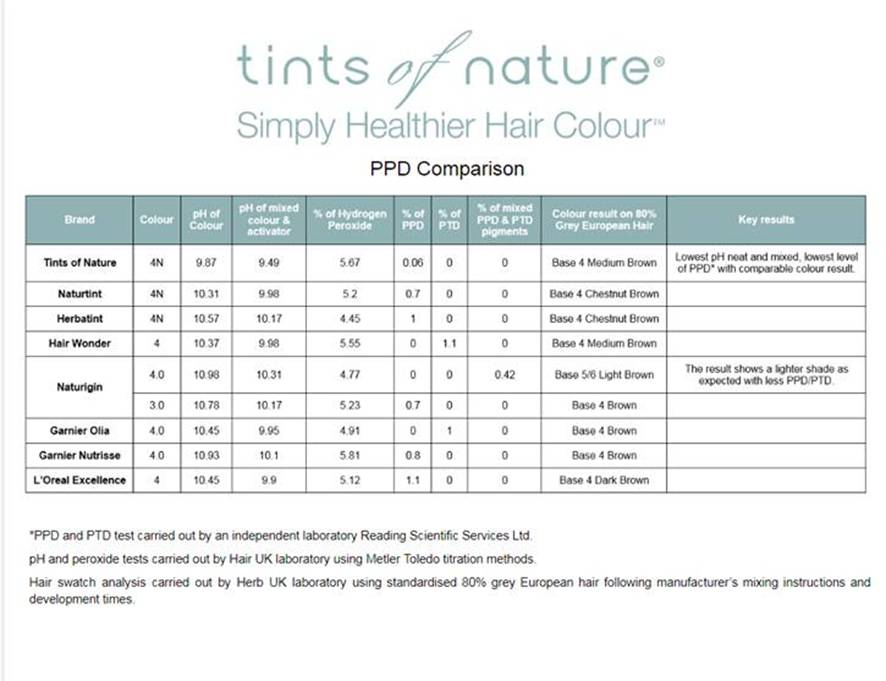 tints of nature®
Simply Healthier Hair Colour™
PPD Comparison
Brand Colour pH of Colour pH of mixed colour & activator % of Hydrogen Peroxide % of PPD % of PTD % of mixed PPD & PTD pigments Colour result on 80% Grey European Hair Key results
Tints of Nature 4N 9.87 9.49 5.67 0.06 0 0 Base 4 Medium Brown Lowest pH neat and mixed, lowest level of PPD* with comparable colour result.
Naturtint 4N 10.31 9.98 5.2 0.7 0 0 Base 4 Chestnut Brown
Herbatint 4N 10.57 10.17 4.45 1 0 0 Base 4 Chestnut Brown
Hair Wonder 4 10.37 9.98 5.55 0 1.1 0 Base 4 Medium Brown
Naturigin 4.0 10.98 10.31 4.77 0 0 0.42 Base 5/6 Light Brown The result shows a lighter shade as expected with less PPD/PTD.
3.0 10.78 10.17 5.23 0.7 0 0 Base 4 Brown
Garnier Olia 4.0 10.45 9.95 4.91 0 1 0 Base 4 Brown
Garnier Nutrisse 4.0 10.93 10.1 5.81 0.8 0 0 Base 4 Brown
L'Oreal Excellence 4 10.45 9.9 5.12 1.1 0 0 Base 4 Dark Brown
*PPD and PTD test carried out by an independent laboratory Reading Scientific Services Ltd.
pH and peroxide tests carried out by Hair UK laboratory using Metler Toledo titration methods.
Hair swatch analysis carried out by Herb UK laboratory using standardised 80% grey European hair following manufacturer's mixing instructions and
development times.